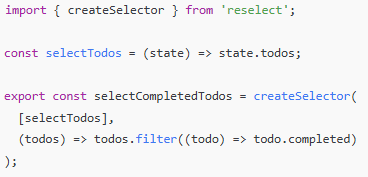 import { createSelector } from 'reselect';

const selectTodos = (state) => state.todos;

export const selectCompletedTodos = createSelector(
  [selectTodos],
  (todos) => todos.filter((todo) => todo.completed)
);